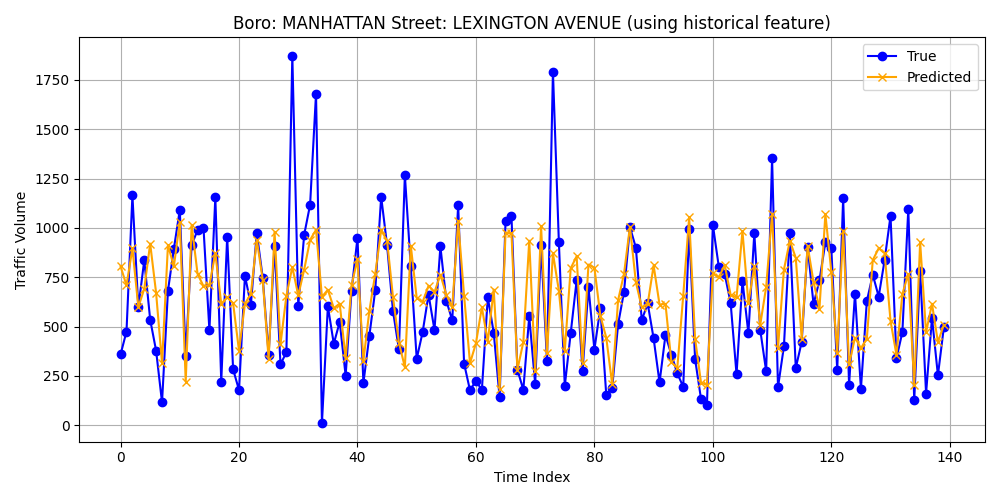 Boro: MANHATTAN Street: LEXINGTON AVENUE (using historical feature)
True
Predicted
Traffic Volume
1750
1500
1250
1000
750
500
250
0
0 20 40 60 80 100 120 140
Time Index